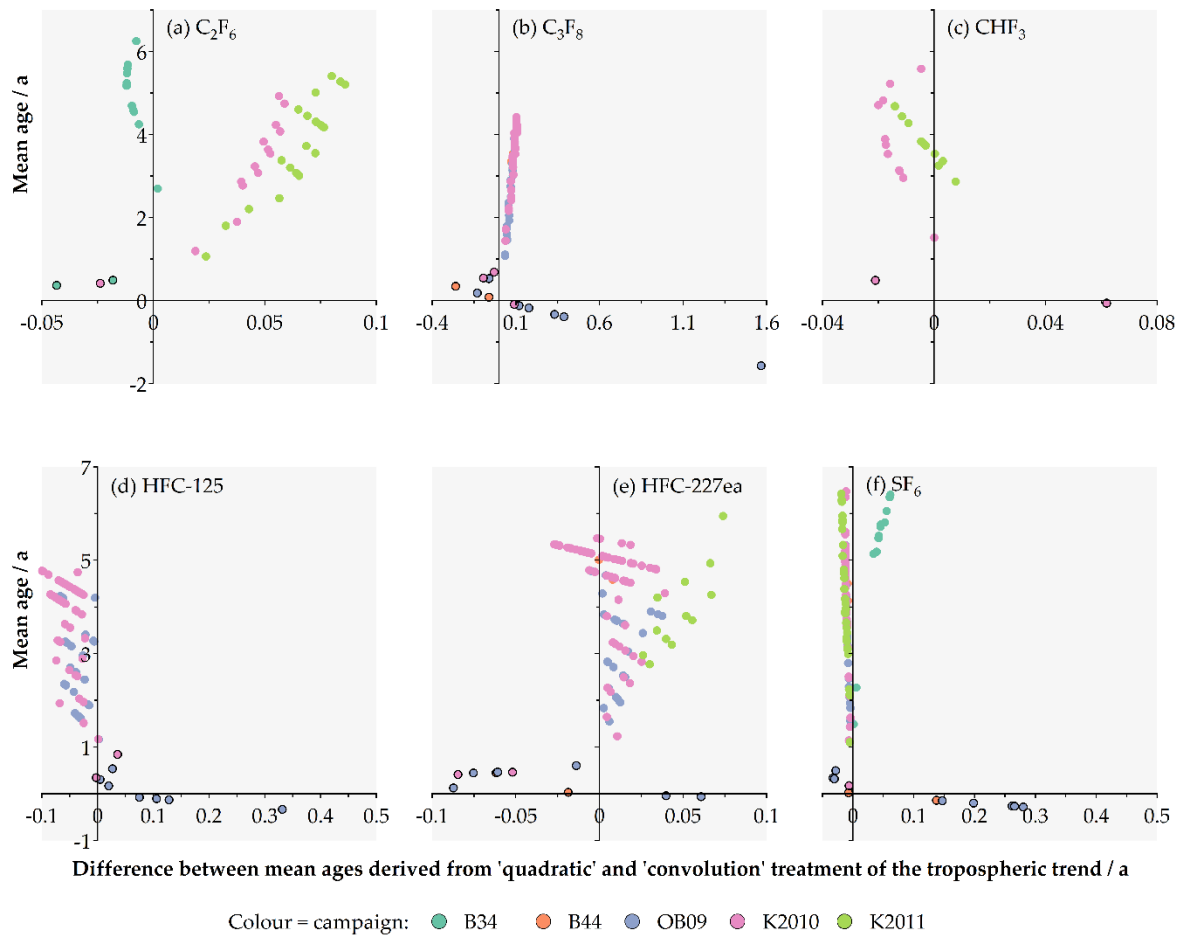 (a) C₂F₆
(b) C₃F₈
(c) CHF₃
Mean age / a
6
4
2
0
-2
-0.05 0 0.05 0.1
-0.4 0.1 0.6 1.1 1.6
-0.04 0 0.04 0.08
(d) HFC-125
(e) HFC-227ea
(f) SF₆
Mean age / a
7
5
3
1
-1
-0.1 0 0.1 0.2 0.3 0.4 0.5
-0.1 -0.05 0 0.05 0.1
0 0.1 0.2 0.3 0.4 0.5
Difference between mean ages derived from 'quadratic' and 'convolution' treatment of the tropospheric trend / a
Colour = campaign: B34 B44 OB09 K2010 K2011